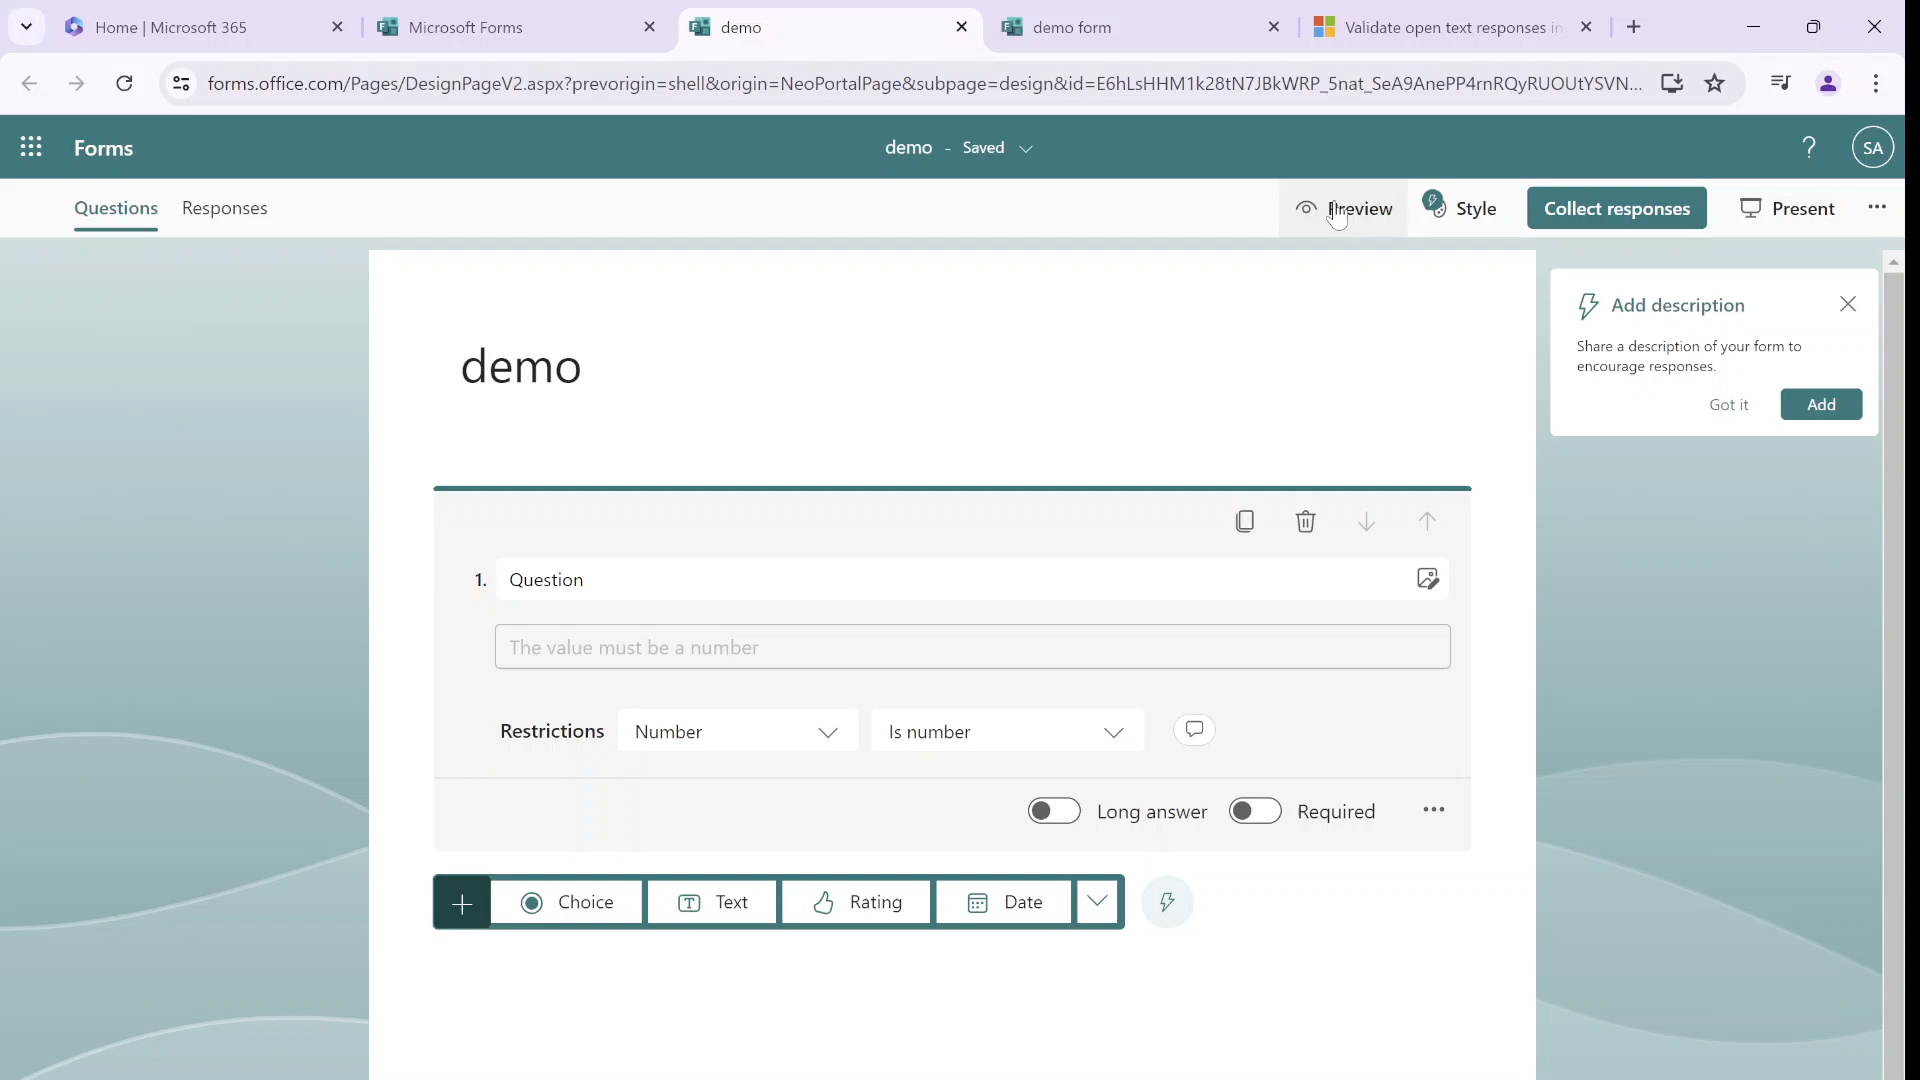 Home | Microsoft 365
Microsoft Forms
demo
demo form
Validate open text responses in
forms.office.com/Pages/DesignPageV2.aspx?prevorigin=shell&origin=NeoPortalPage&subpage=design&id=E6hLsHHM1k28tN7JBkWRP_5nat_SeA9AnePP4rnRQyRUOUtYSVN...
Forms
demo - Saved
? SA
Questions Responses
Preview Style Collect responses Present
Add description
Share a description of your form to
encourage responses.
Got it Add
demo
1. Question
The value must be a number
Restrictions Number Is number
Long answer Required
Choice Text Rating Date